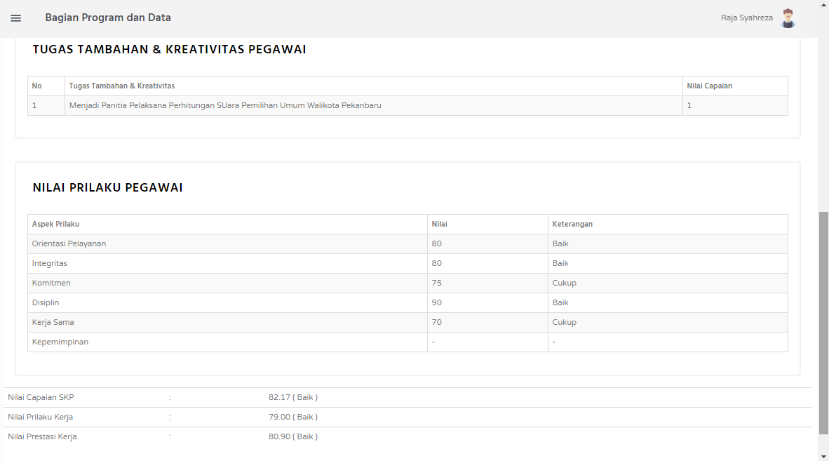 Bagian Program dan Data
Raja Syahreza
TUGAS TAMBAHAN & KREATIVITAS PEGAWAI
No Tugas Tambahan & Kreativitas Nilai Capaian
1 Menjadi Panitia Pelaksana Perhitungan SUara Pemilihan Umum Walikota Pekanbaru 1
NILAI PRILAKU PEGAWAI
Aspek Prilaku Nilai Keterangan
Orientasi Pelayanan 80 Baik
Integritas 80 Baik
Komitmen 75 Cukup
Disiplin 90 Baik
Kerja Sama 70 Cukup
Kepemimpinan - -
Nilai Capaian SKP : 82.17 ( Baik )
Nilai Prilaku Kerja : 79.00 ( Baik )
Nilai Prestasi Kerja : 80.90 ( Baik )